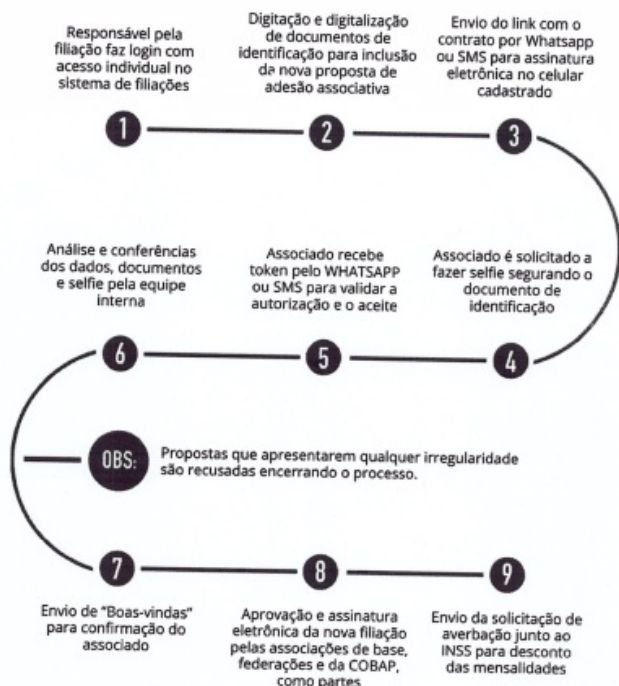 Responsável pela
filiação faz login com
acesso individual no
sistema de filiações
1
Digitação e digitalização
de documentos de
identificação para inclusão
da nova proposta de
adesão associativa
2
Envio do link com o
contrato por Whatsapp
ou SMS para assinatura
eletrônica no celular
cadastrado
3
Associado é solicitado a
fazer selfie segurando o
documento de
identificação
4
Associado recebe
token pelo WHATSAPP
ou SMS para validar a
autorização e o aceite
5
Análise e conferências
dos dados, documentos
e selfie pela equipe
interna
6
OBS:
Propostas que apresentarem qualquer irregularidade
são recusadas encerrando o processo.
7
Envio de "Boas-vindas"
para confirmação do
associado
8
Aprovação e assinatura
eletrônica da nova filiação
pelas associações de base,
federações e da COBAP,
como partes
9
Envio da solicitação de
averbação junto ao
INSS para desconto
das mensalidades